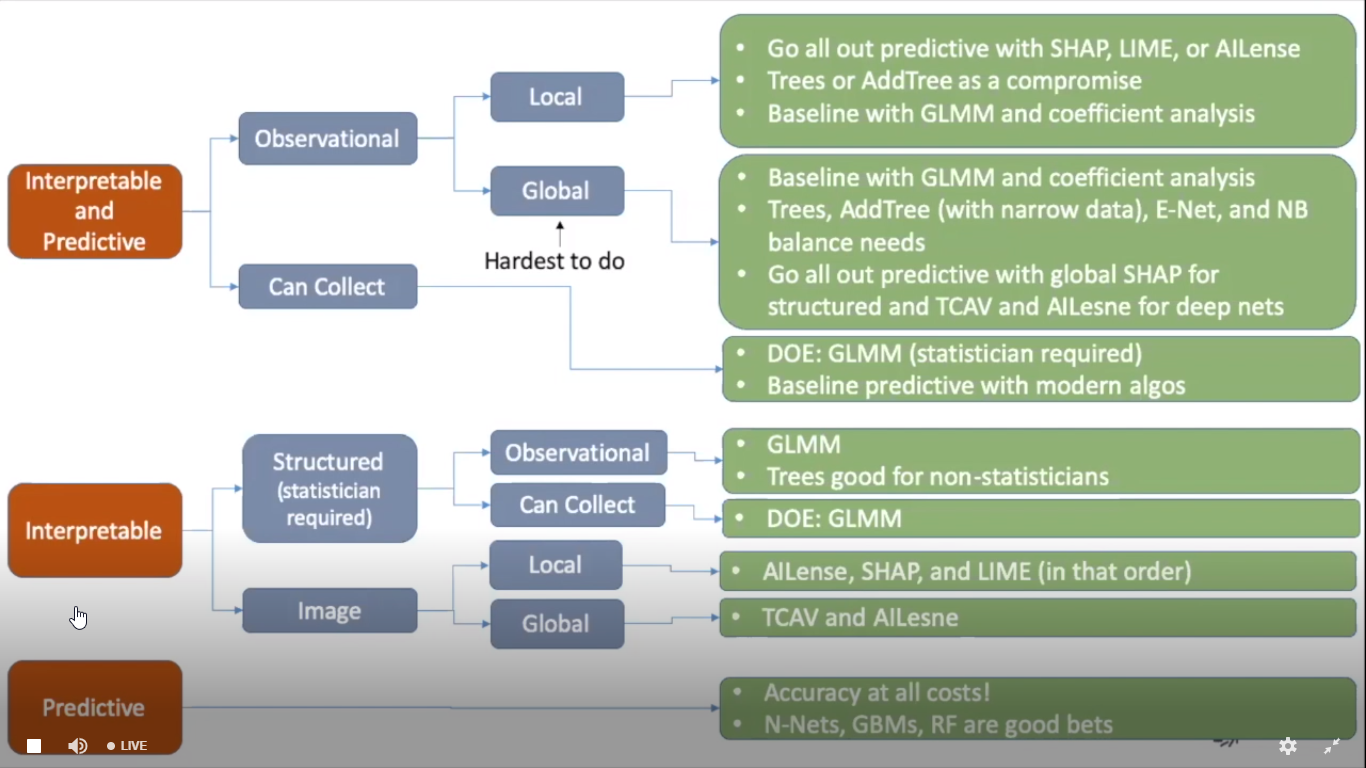 Interpretable
and
Predictive
Observational
Local
• Go all out predictive with SHAP, LIME, or AILense
• Trees or AddTree as a compromise
• Baseline with GLMM and coefficient analysis
Global
Hardest to do
• Baseline with GLMM and coefficient analysis
• Trees, AddTree (with narrow data), E-Net, and NB
balance needs
• Go all out predictive with global SHAP for
structured and TCAV and AILesne for deep nets
Can Collect
• DOE: GLMM (statistician required)
• Baseline predictive with modern algos
Interpretable
Structured
(statistician
required)
Observational
• GLMM
• Trees good for non-statisticians
Can Collect
• DOE: GLMM
Image
Local
• AILense, SHAP, and LIME (in that order)
Global
• TCAV and AILesne
Predictive
• Accuracy at all costs!
• N-Nets, GBMs, RF are good bets
LIVE